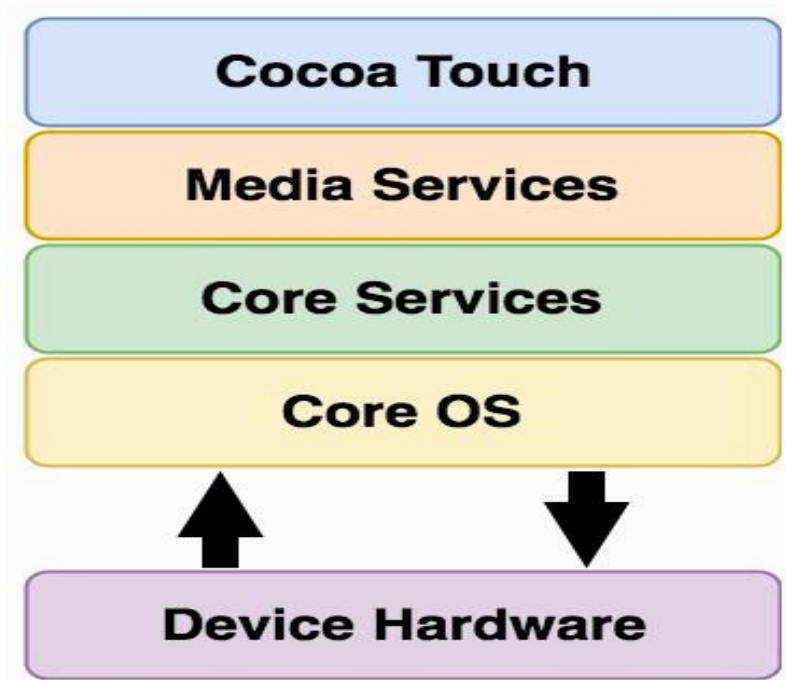 Cocoa Touch
Media Services
Core Services
Core OS
Device Hardware